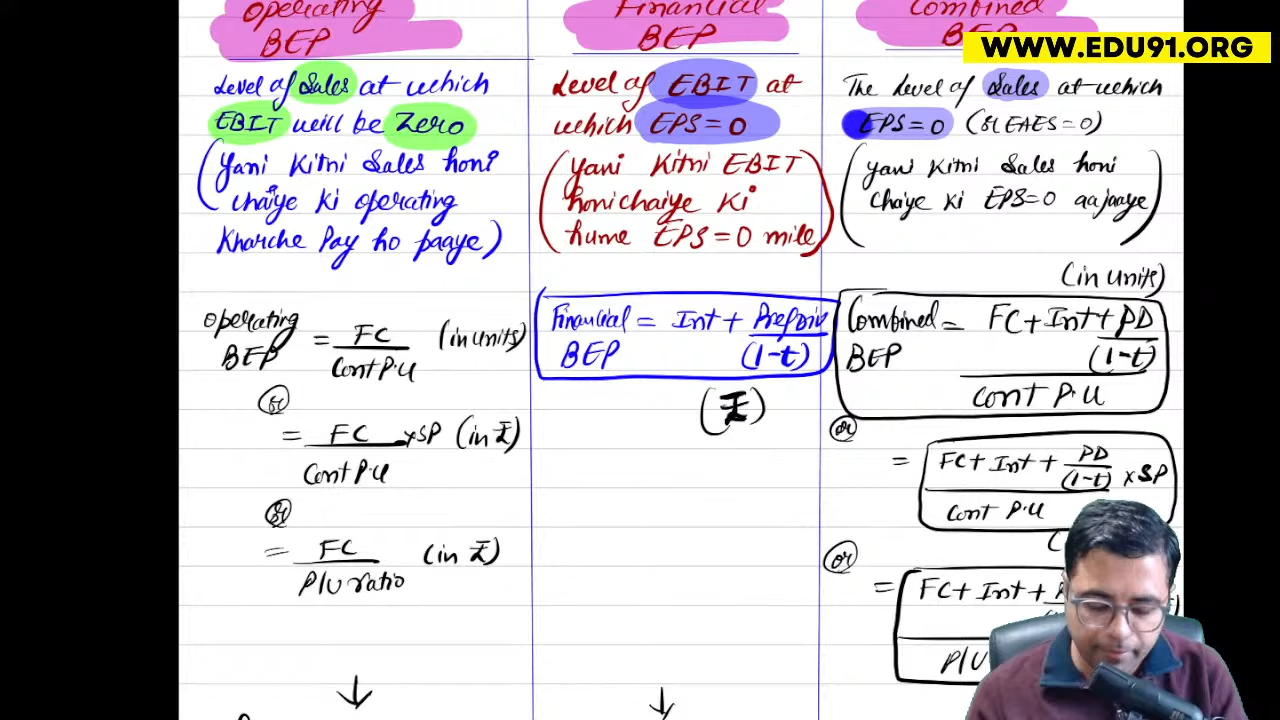 Operating
BEP
Level of Sales at which
EBIT will be Zero
(Yani Kitni Sales honi
chaiye ki operating
Kharche Pay ho paaye)
Operating
BEP = FC / Cont P.U (in units)
or
= FC / Cont P.U × SP (in ₹)
or
= FC / P/V ratio (in ₹)
Financial
BEP
Level of EBIT at
which EPS = 0
(Yani Kitni EBIT
honi chaiye Ki
hume EPS = 0 mile)
Financial BEP = Int + Pref Div / (1-t)
(₹)
Combined
BEP
WWW.EDU91.ORG
The Level of Sales at which
EPS = 0 (or EAES = 0)
(yani Kitni Sales honi
chaiye ki EPS = 0 aajaaye)
(in units)
Combined BEP = FC + Int + PD / (1-t)
Cont P.U
or
= FC + Int + PD / (1-t) × SP
Cont P.U
or
= FC + Int +
P/V